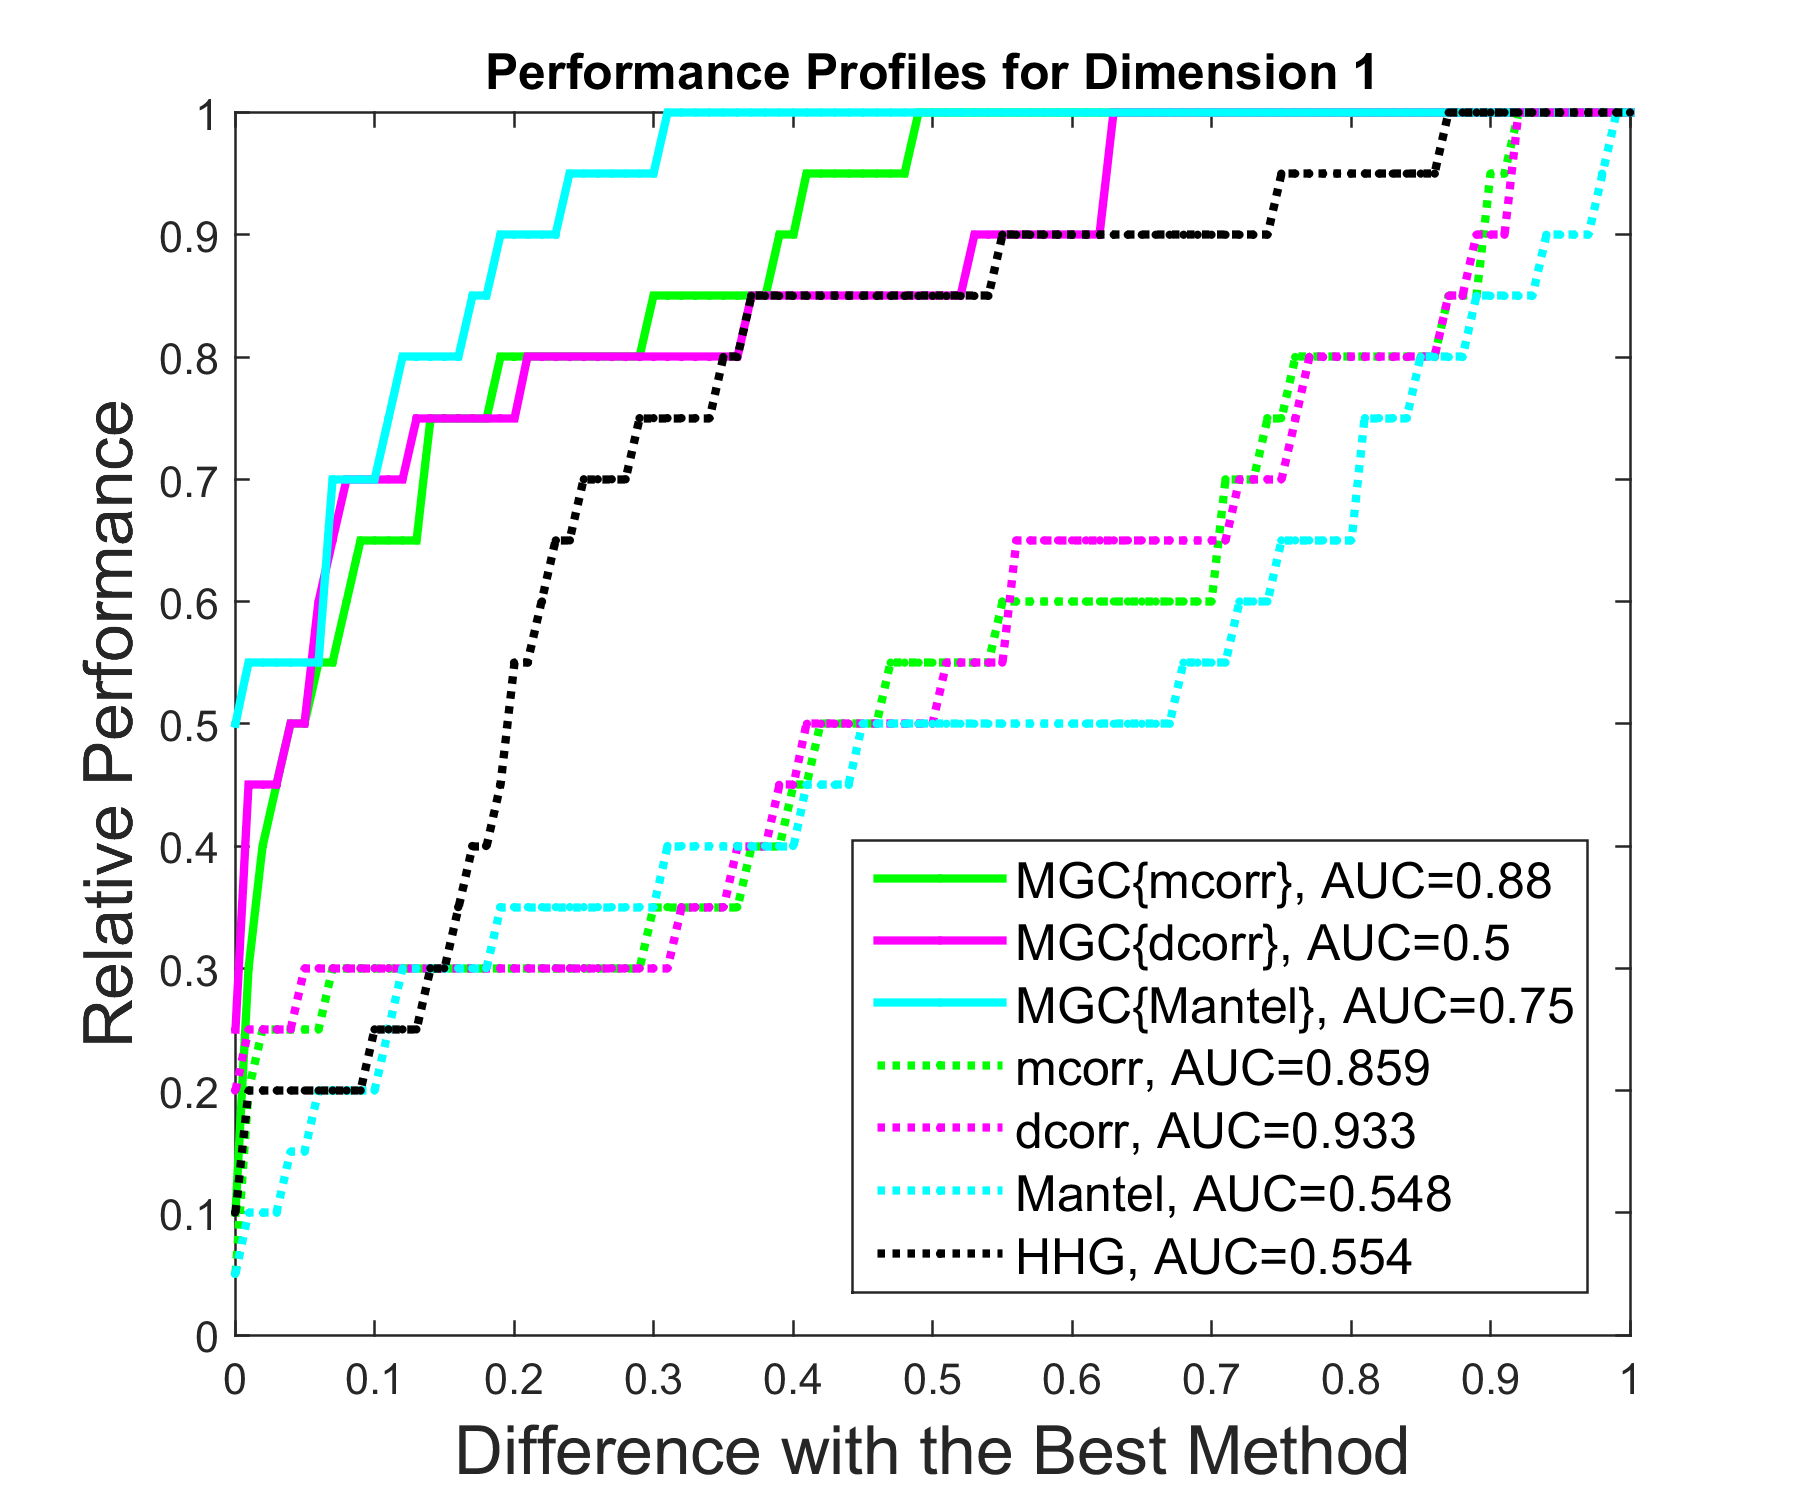 Performance Profiles for Dimension 1
Relative Performance
1
0.9
0.8
0.7
0.6
0.5
0.4
0.3
0.2
0.1
0
0 0.1 0.2 0.3 0.4 0.5 0.6 0.7 0.8 0.9 1
Difference with the Best Method
MGC{mcorr}, AUC=0.88
MGC{dcorr}, AUC=0.5
MGC{Mantel}, AUC=0.75
mcorr, AUC=0.859
dcorr, AUC=0.933
Mantel, AUC=0.548
HHG, AUC=0.554